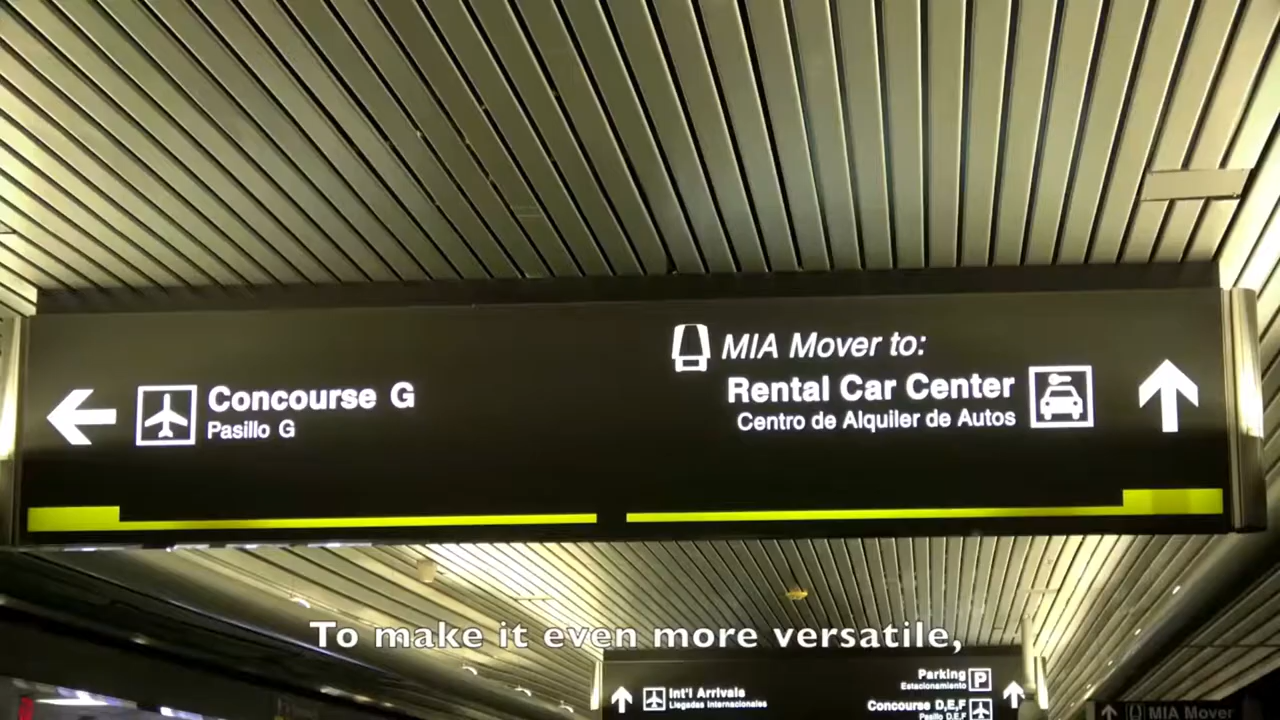 Concourse G
Pasillo G
MIA Mover to:
Rental Car Center
Centro de Alquiler de Autos
To make it even more versatile,
Int'l Arrivals
Llegadas Internacionales
Parking
P
Estacionamiento
Concourse D,E,F
Pasillo D,E,F
MIA Mover